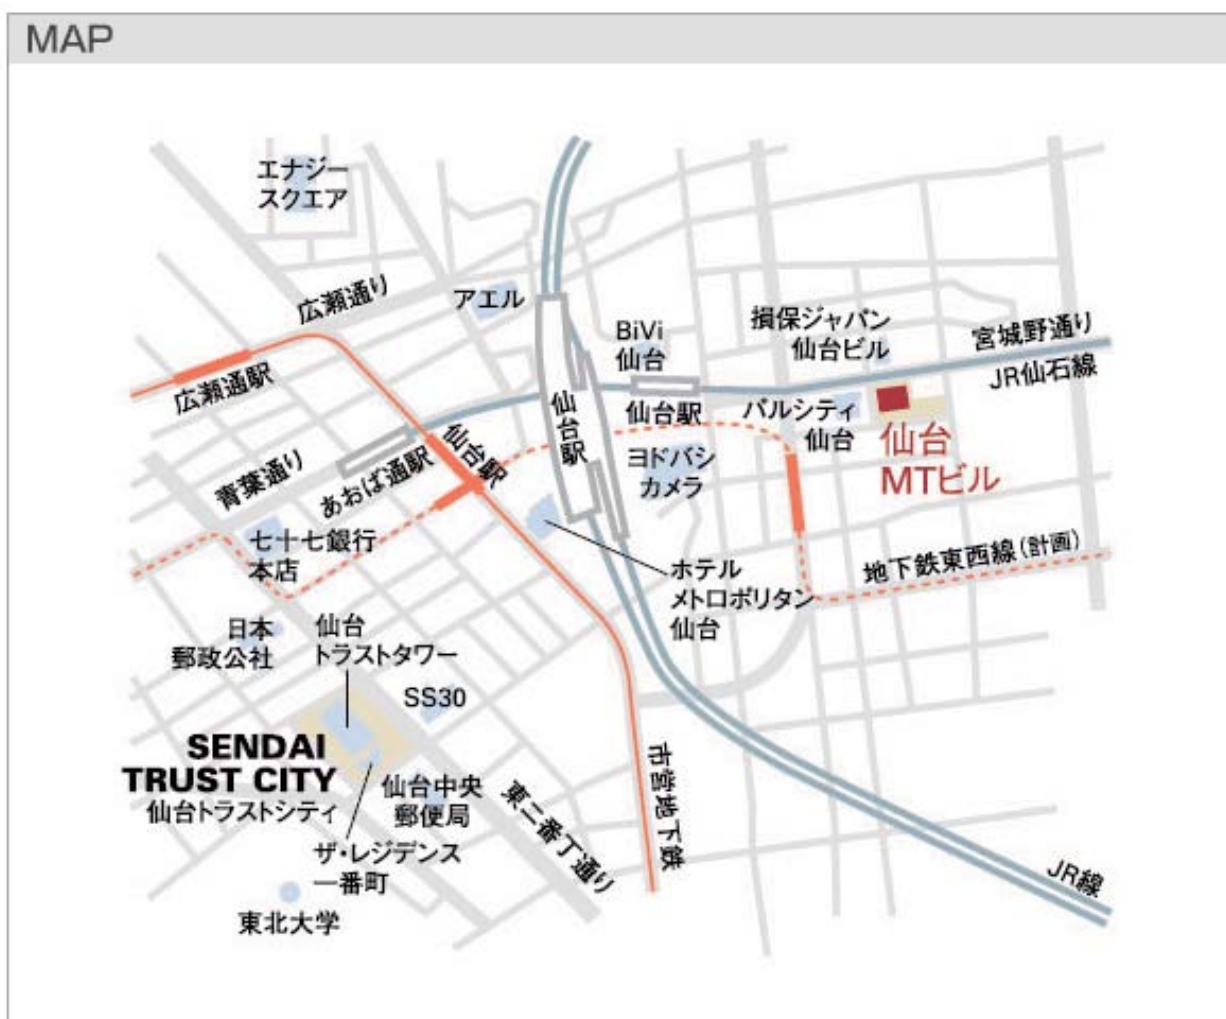 MAP
エナジー
スクエア
広瀬通り
アエル
BiVi
仙台
損保ジャパン
仙台ビル
宮城野通り
JR仙石線
広瀬通駅
仙台駅
仙台駅
バルシティ
仙台
仙台
MTビル
仙台駅
青葉通り
あおば通駅
ヨドバシ
カメラ
七十七銀行
本店
地下鉄東西線(計画)
ホテル
メトロポリタン
仙台
日本
郵政公社
仙台
トラストタワー
SS30
SENDAI
TRUST CITY
仙台トラストシティ
仙台中央
郵便局
東二番丁通り
市営地下鉄
ザ・レジデンス
一番町
JR線
東北大学